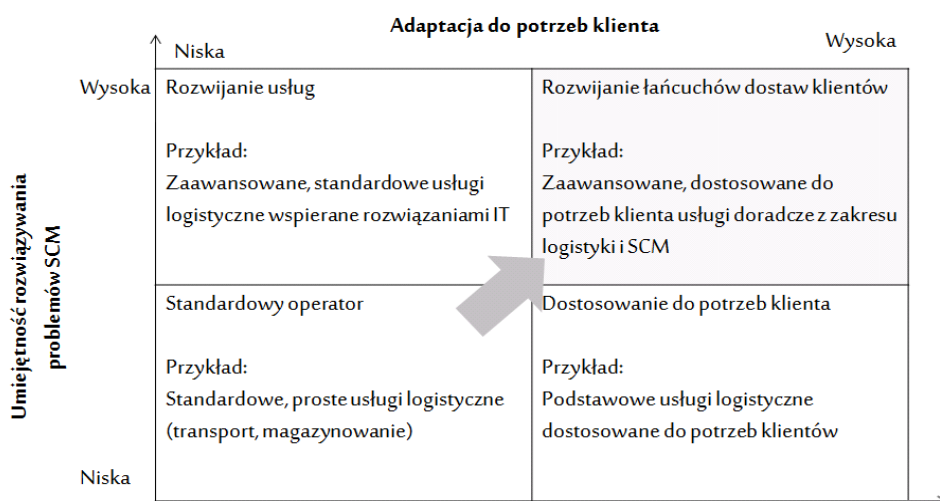 Adaptacja do potrzeb klienta
Niska
Wysoka
Umiejętność rozwiązywania
problemów SCM
Wysoka
Rozwijanie usług
Przykład:
Zaawansowane, standardowe usługi
logistyczne wspierane rozwiązaniami IT
Rozwijanie łańcuchów dostaw klientów
Przykład:
Zaawansowane, dostosowane do
potrzeb klienta usługi doradcze z zakresu
logistyki i SCM
Standardowy operator
Przykład:
Standardowe, proste usługi logistyczne
(transport, magazynowanie)
Dostosowanie do potrzeb klienta
Przykład:
Podstawowe usługi logistyczne
dostosowane do potrzeb klientów
Niska